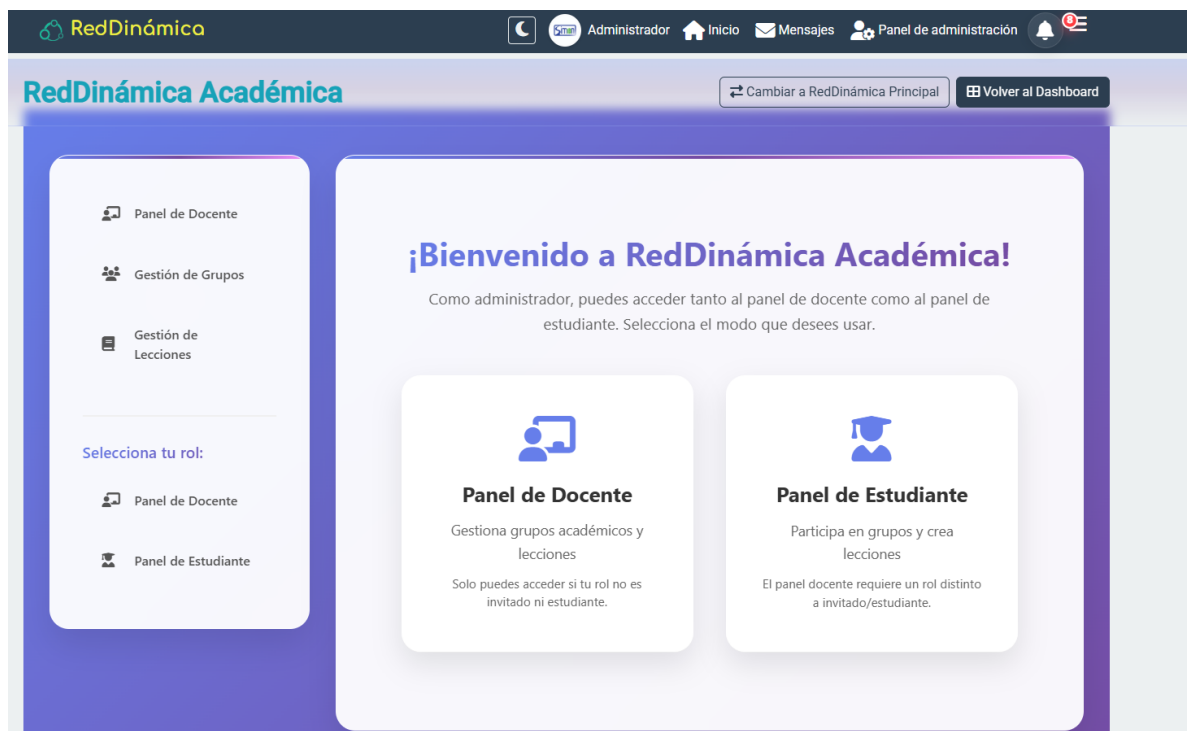 RedDinámica
Smini
Administrador
Inicio
Mensajes
Panel de administración
8
RedDinámica Académica
Cambiar a RedDinámica Principal
Volver al Dashboard
Panel de Docente
Gestión de Grupos
Gestión de
Lecciones
Selecciona tu rol:
Panel de Docente
Panel de Estudiante
¡Bienvenido a RedDinámica Académica!
Como administrador, puedes acceder tanto al panel de docente como al panel de
estudiante. Selecciona el modo que desees usar.
Panel de Docente
Gestiona grupos académicos y
lecciones
Solo puedes acceder si tu rol no es
invitado ni estudiante.
Panel de Estudiante
Participa en grupos y crea
lecciones
El panel docente requiere un rol distinto
a invitado/estudiante.